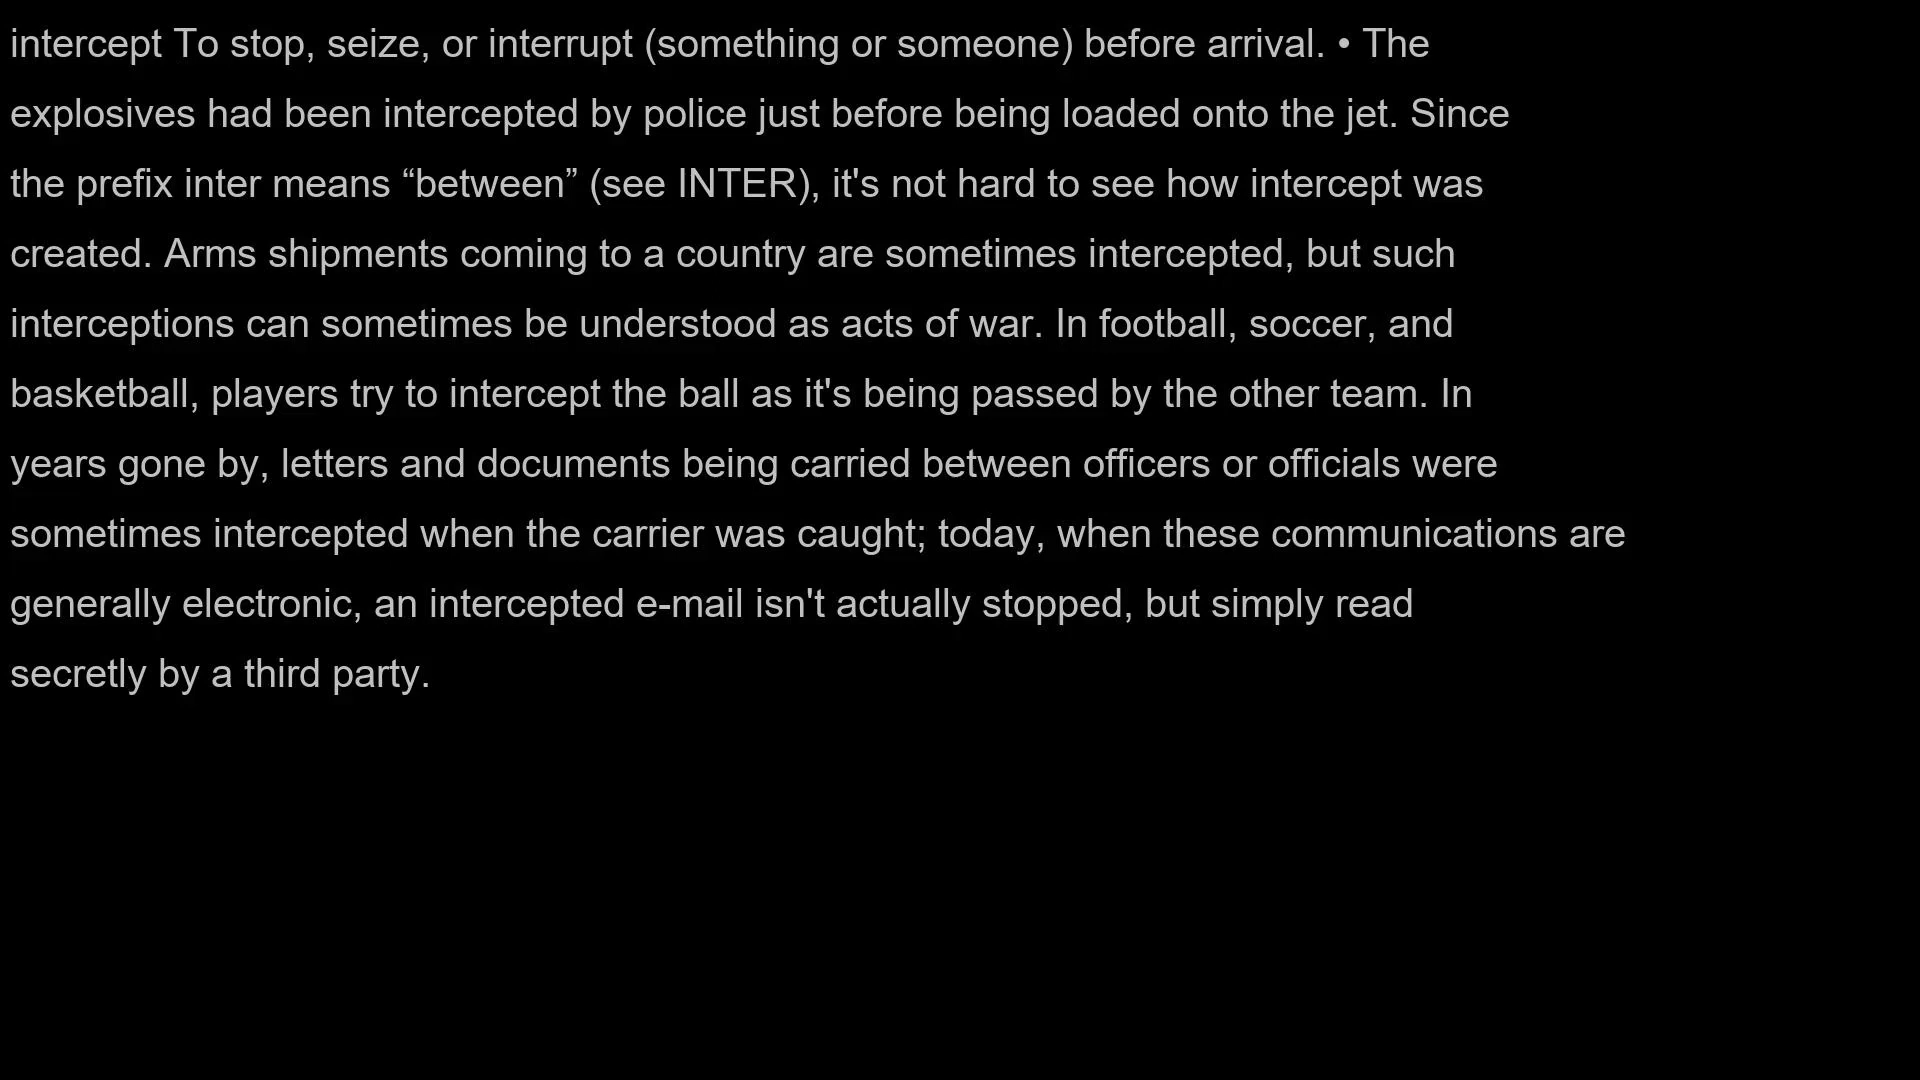 intercept To stop, seize, or interrupt (something or someone) before arrival. • The
explosives had been intercepted by police just before being loaded onto the jet. Since
the prefix inter means “between” (see INTER), it's not hard to see how intercept was
created. Arms shipments coming to a country are sometimes intercepted, but such
interceptions can sometimes be understood as acts of war. In football, soccer, and
basketball, players try to intercept the ball as it's being passed by the other team. In
years gone by, letters and documents being carried between officers or officials were
sometimes intercepted when the carrier was caught; today, when these communications are
generally electronic, an intercepted e-mail isn't actually stopped, but simply read
secretly by a third party.